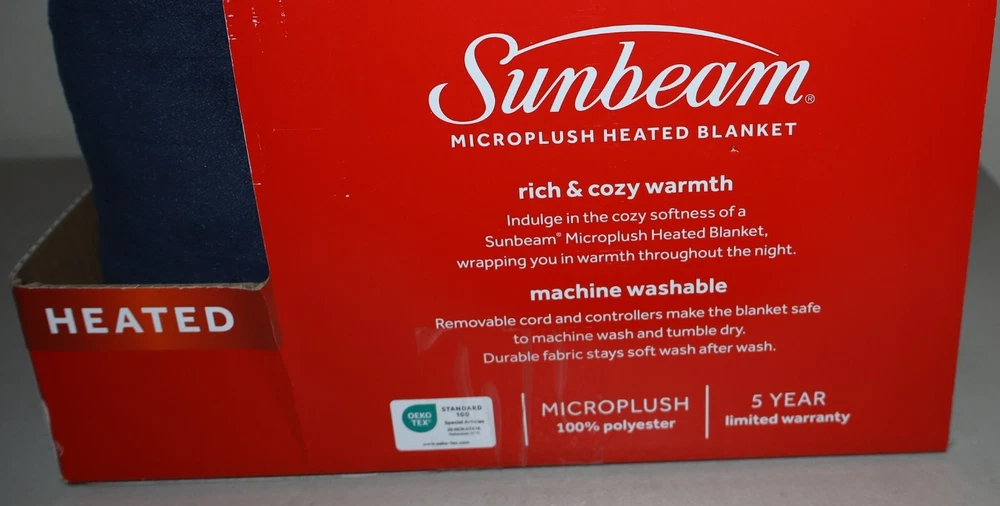 Sunbeam®
MICROPLUSH HEATED BLANKET
rich & cozy warmth
Indulge in the cozy softness of a
Sunbeam® Microplush Heated Blanket,
wrapping you in warmth throughout the night.
machine washable
Removable cord and controllers make the blanket safe
to machine wash and tumble dry.
Durable fabric stays soft wash after wash.
HEATED
OEKO
TEX®
STANDARD
100
Special Articles
MICROPLUSH
100% polyester
5 YEAR
limited warranty